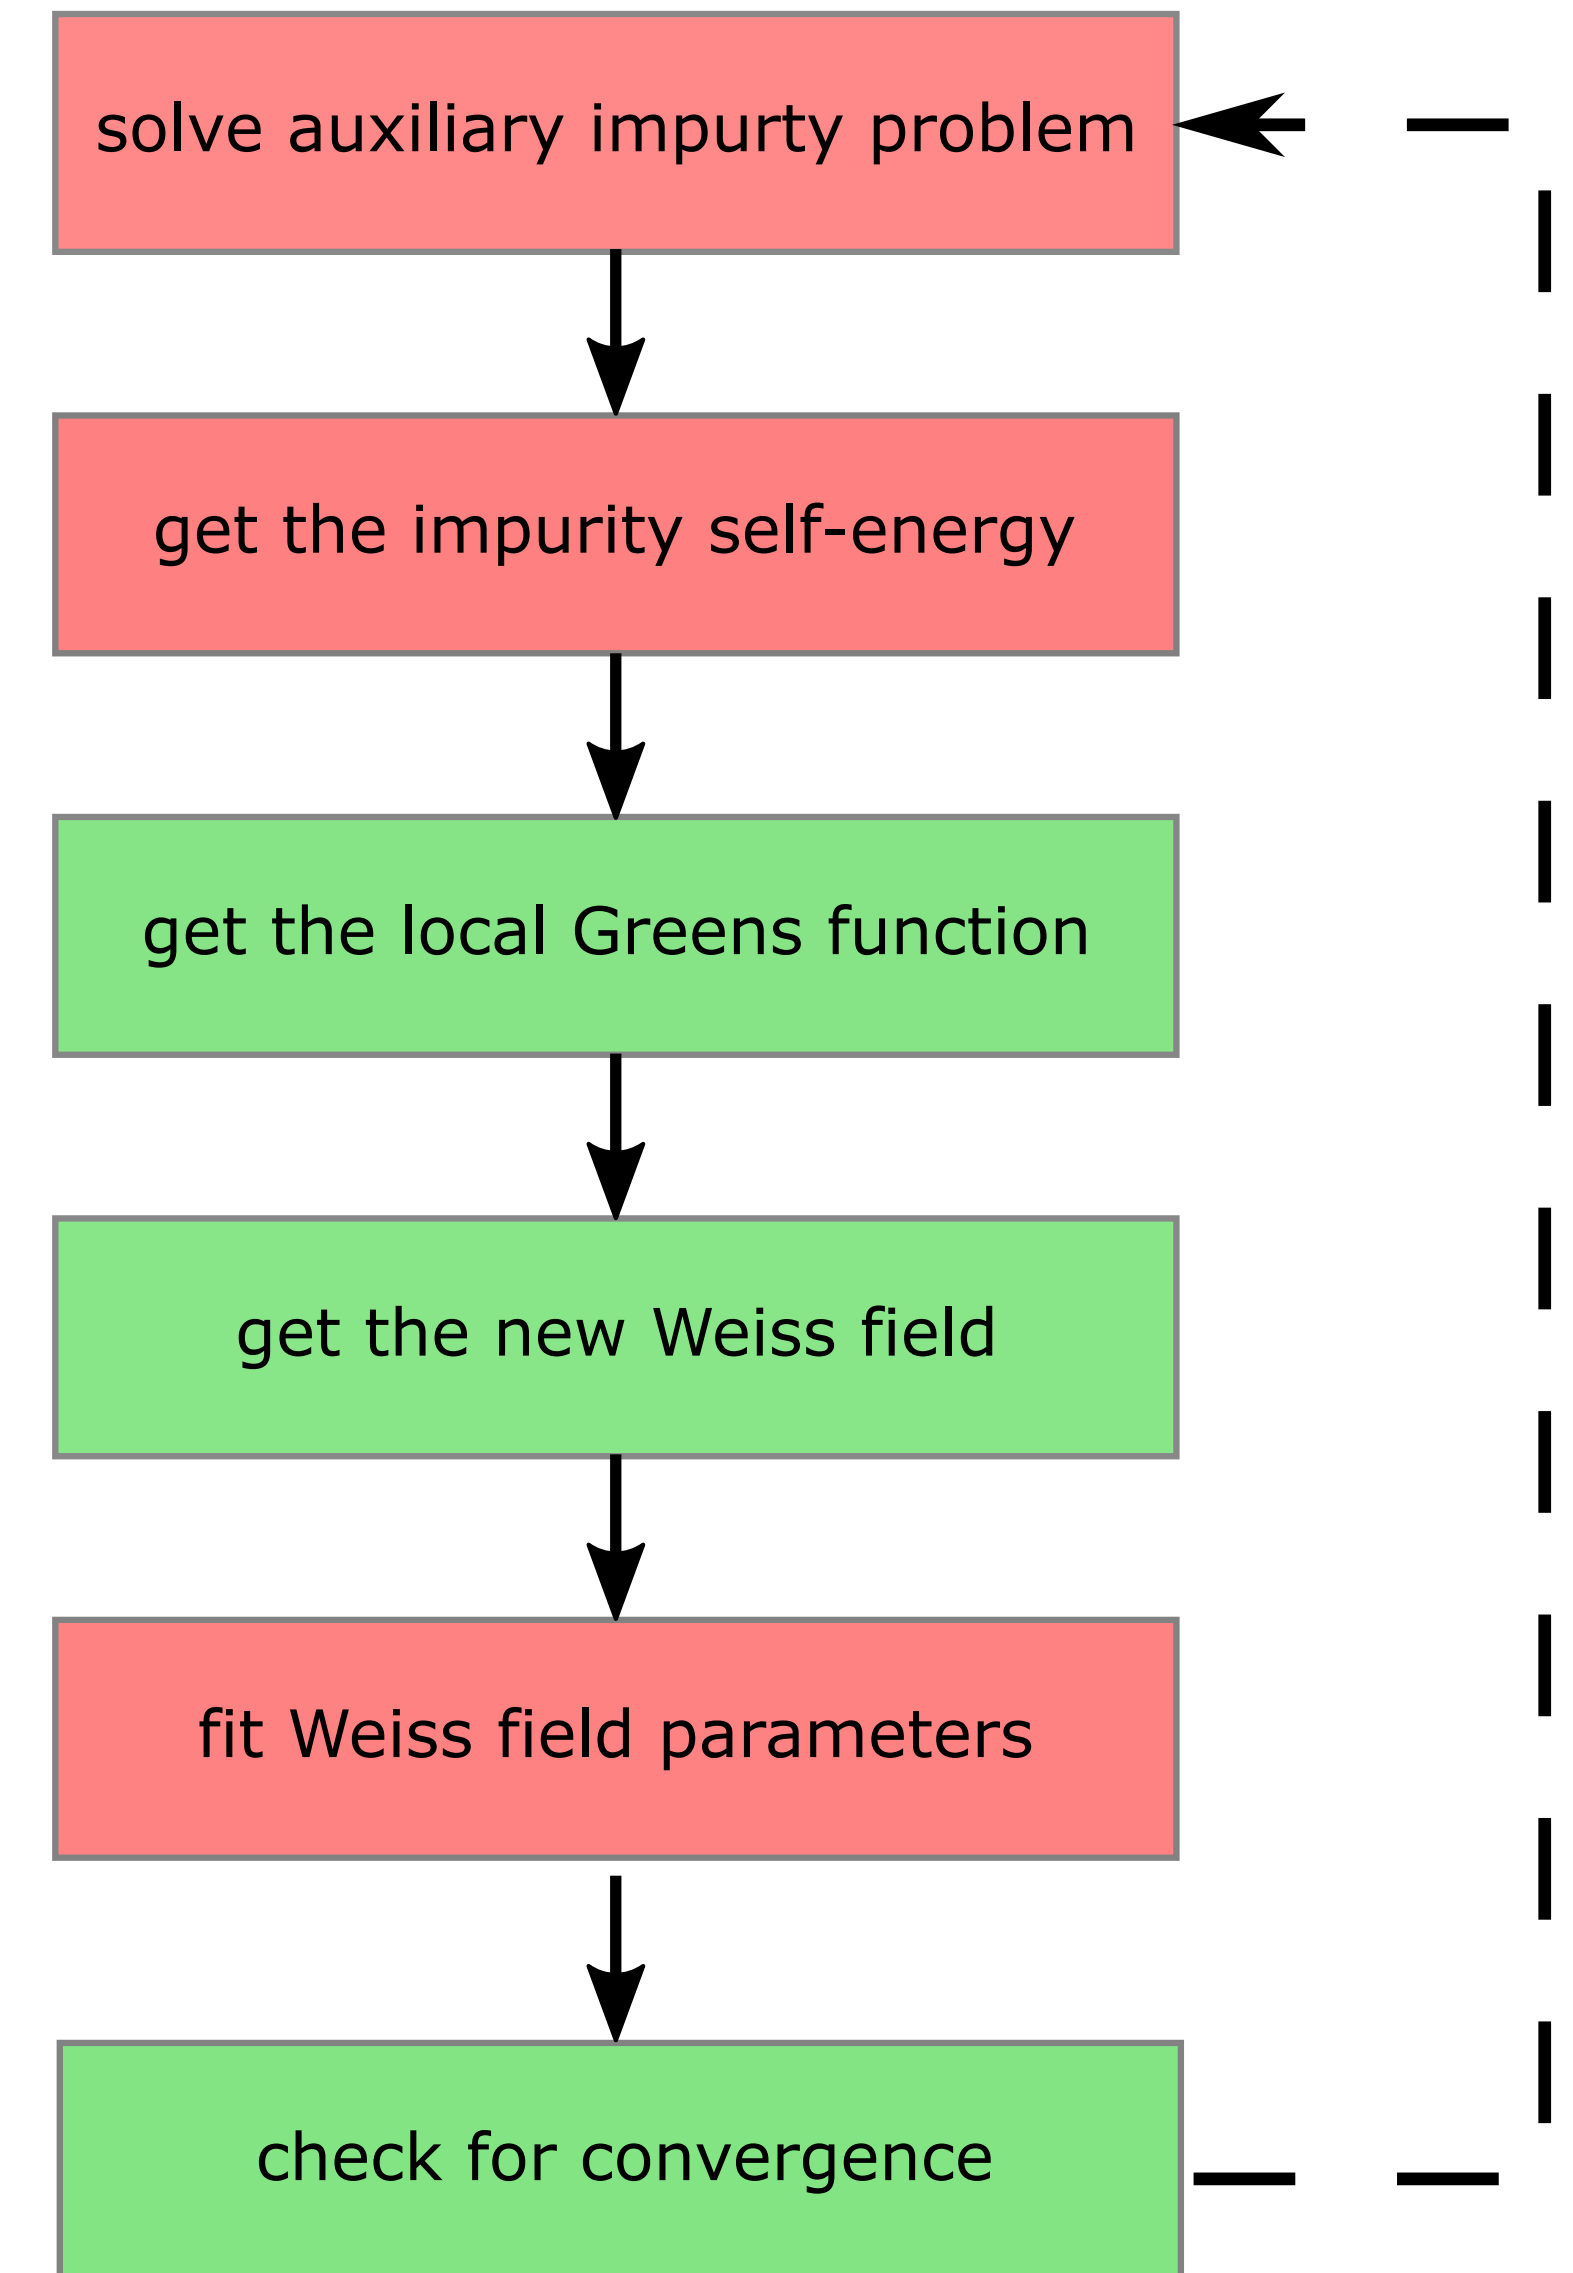 solve auxiliary impurty problem
get the impurity self-energy
get the local Greens function
get the new Weiss field
fit Weiss field parameters
check for convergence